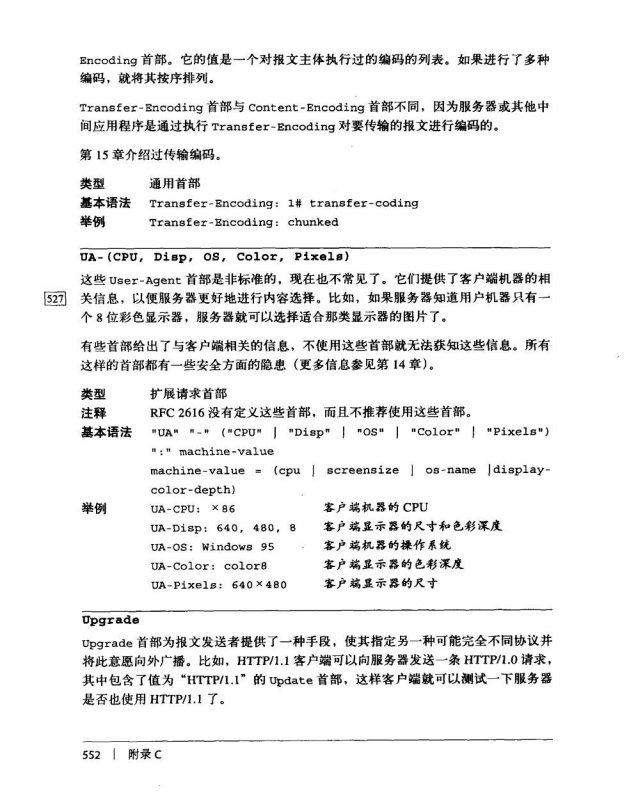 Encoding 首部。它的值是一个对报文主体执行过的编码的列表。如果进行了多种
编码，就将其按序排列。
Transfer-Encoding 首部与 Content-Encoding 首部不同，因为服务器或其他中
间应用程序是通过执行 Transfer-Encoding 对要传输的报文进行编码的。
第 15 章介绍过传输编码。
类型 通用首部
基本语法 Transfer-Encoding: 1# transfer-coding
举例 Transfer-Encoding: chunked
UA-(CPU, Disp, OS, Color, Pixels)
这些 User-Agent 首部是非标准的，现在也不常见了。它们提供了客户端机器的相
527 关信息，以便服务器更好地进行内容选择。比如，如果服务器知道用户机器只有一
个 8 位彩色显示器，服务器就可以选择适合那类显示器的图片了。
有些首部给出了与客户端相关的信息，不使用这些首部就无法获知这些信息。所有
这样的首部都有一些安全方面的隐患（更多信息参见第 14 章）。
类型 扩展请求首部
注释 RFC 2616 没有定义这些首部，而且不推荐使用这些首部。
基本语法 "UA" "-" ("CPU" | "Disp" | "OS" | "Color" | "Pixels")
":" machine-value
machine-value = (cpu | screensize | os-name |display-
color-depth)
举例 UA-CPU: ×86 客户端机器的 CPU
UA-Disp: 640, 480, 8 客户端显示器的尺寸和色彩深度
UA-OS: Windows 95 客户端机器的操作系统
UA-Color: color8 客户端显示器的色彩深度
UA-Pixels: 640×480 客户端显示器的尺寸
Upgrade
Upgrade 首部为报文发送者提供了一种手段，使其指定另一种可能完全不同协议并
将此意愿向外广播。比如，HTTP/1.1 客户端可以向服务器发送一条 HTTP/1.0 请求，
其中包含了值为“HTTP/1.1”的 Update 首部，这样客户端就可以测试一下服务器
是否也使用 HTTP/1.1 了。
552 | 附录 C